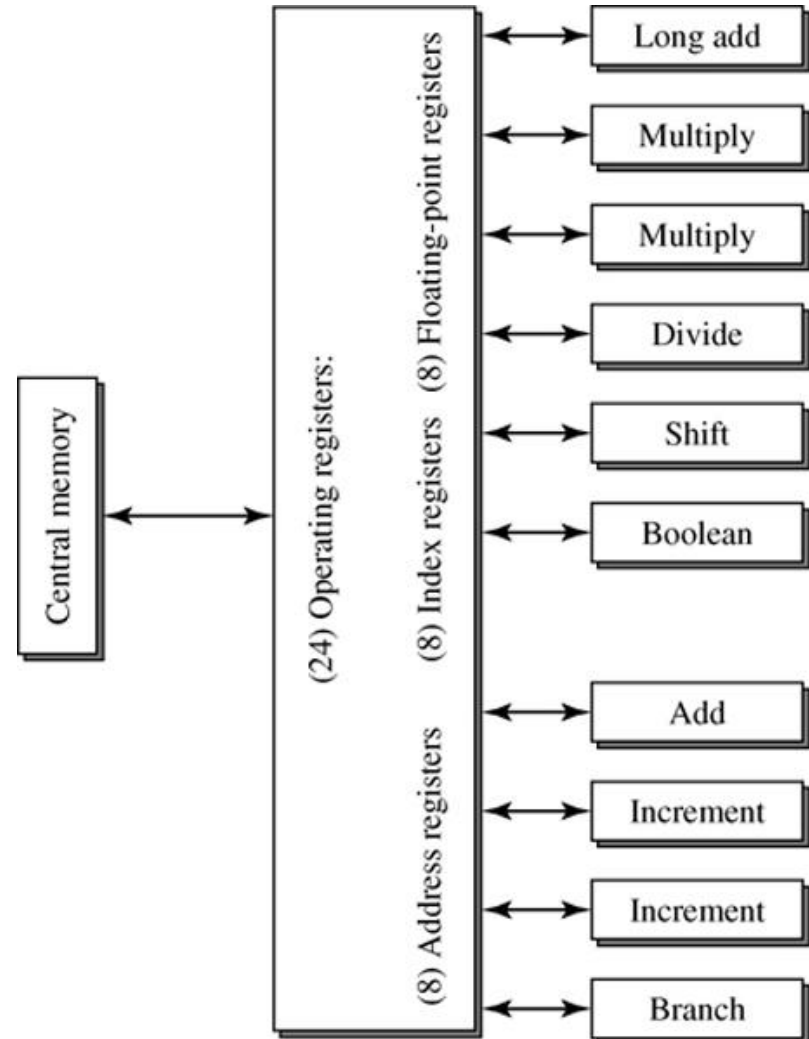 Central memory
(24) Operating registers:
(8) Floating-point registers
(8) Index registers
(8) Address registers
Long add
Multiply
Multiply
Divide
Shift
Boolean
Add
Increment
Increment
Branch